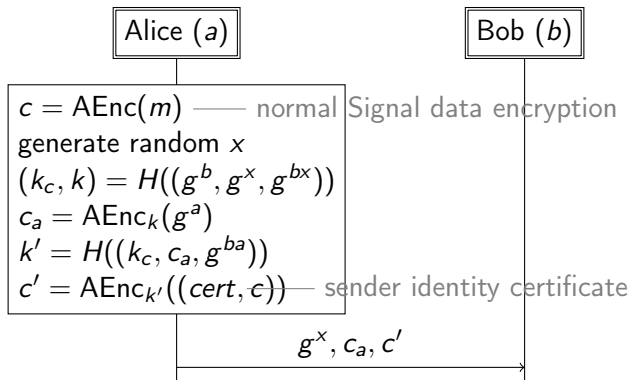 Alice (a) Bob (b)
c = AEnc(m) normal Signal data encryption
generate random x
(k_c, k) = H((g^b, g^x, g^{bx}))
c_a = AEnc_k(g^a)
k′ = H((k_c, c_a, g^{ba}))
c′ = AEnc_{k′}((cert, c)) sender identity certificate
g^x, c_a, c′